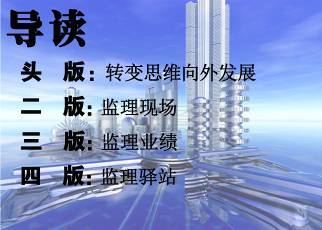 导读
头 版：转变思维向外发展
二 版：监理现场
三 版：监理业绩
四 版：监理驿站